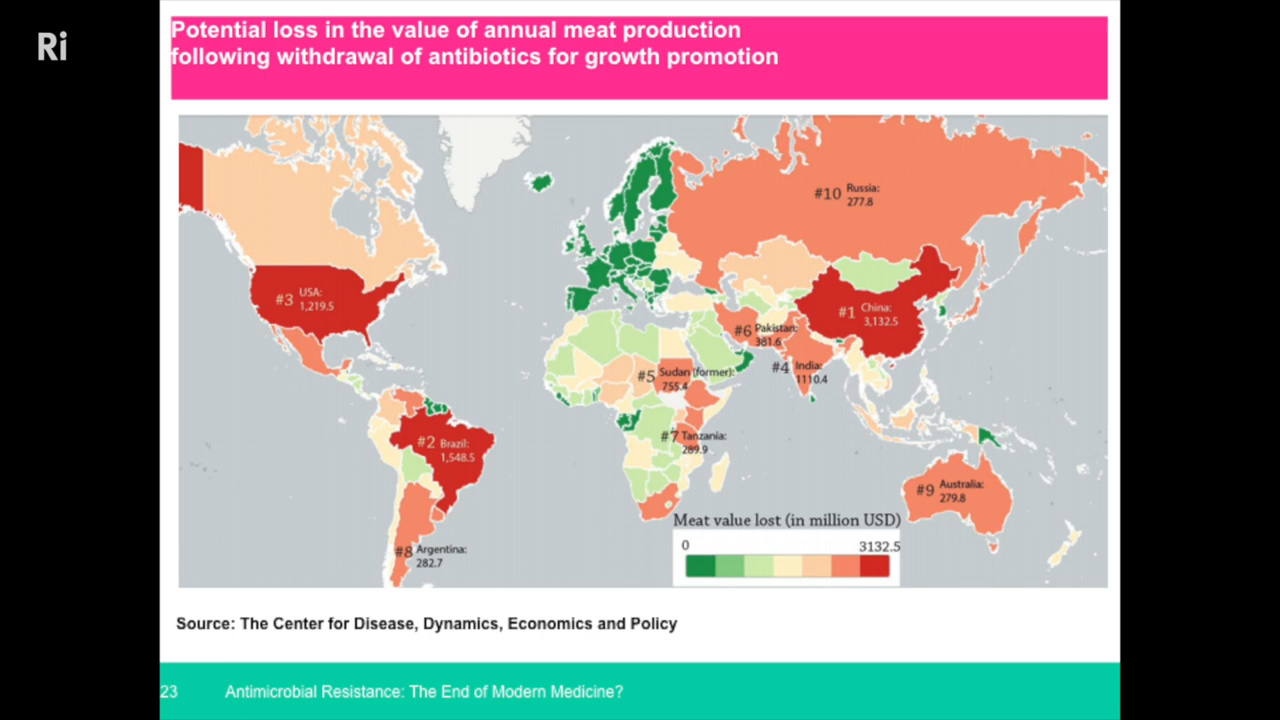 Ri
Potential loss in the value of annual meat production
following withdrawal of antibiotics for growth promotion
#10 Russia:
277.8
#3 USA:
1,219.5
#1 China:
3,132.5
#6 Pakistan:
381.6
#4 India:
1110.4
#5 Sudan (former):
755.4
#2 Brazil:
1,548.5
#7 Tanzania:
289.9
#9 Australia:
279.8
#8 Argentina:
282.7
Meat value lost (in million USD)
0 3132.5
Source: The Center for Disease, Dynamics, Economics and Policy
23 Antimicrobial Resistance: The End of Modern Medicine?